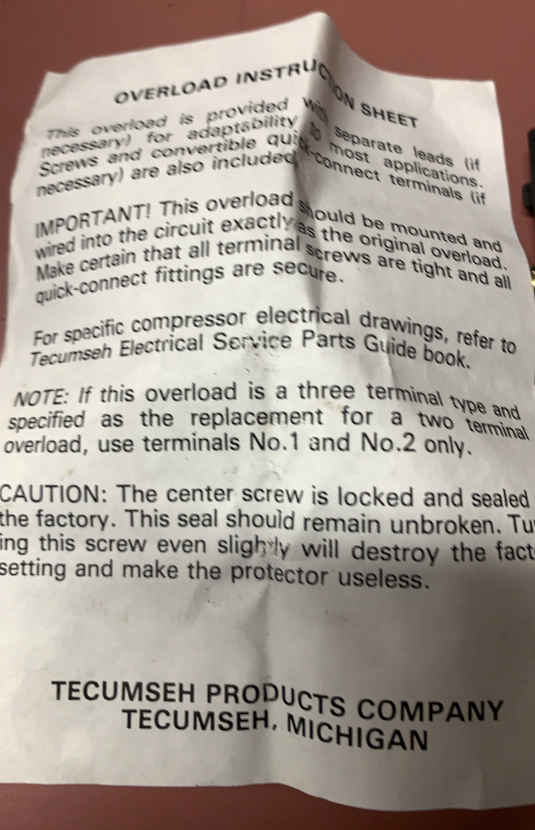 OVERLOAD INSTRUCTION SHEET
This overload is provided with separate leads (if
necessary) for adaptability to most applications.
Screws and convertible quick-connect terminals (if
necessary) are also included.
IMPORTANT! This overload should be mounted and
wired into the circuit exactly as the original overload.
Make certain that all terminal screws are tight and all
quick-connect fittings are secure.
For specific compressor electrical drawings, refer to
Tecumseh Electrical Service Parts Guide book.
NOTE: If this overload is a three terminal type and
specified as the replacement for a two terminal
overload, use terminals No.1 and No.2 only.
CAUTION: The center screw is locked and sealed
the factory. This seal should remain unbroken. Tu
ing this screw even slightly will destroy the fact
setting and make the protector useless.
TECUMSEH PRODUCTS COMPANY
TECUMSEH, MICHIGAN